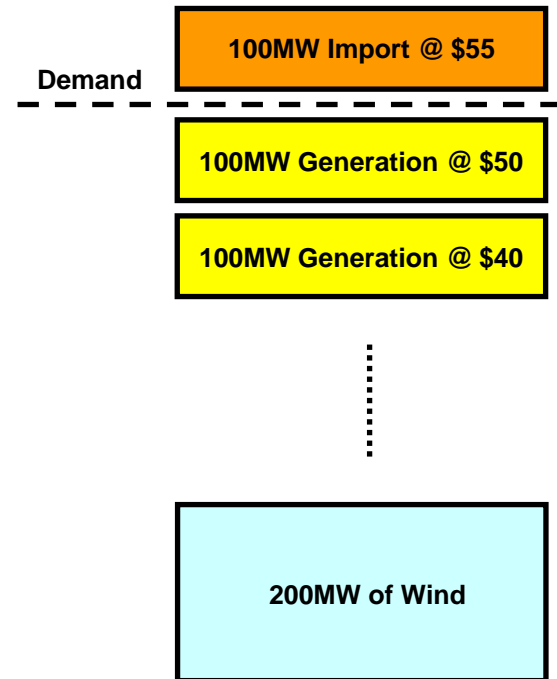 100MW Import @ $55
Demand
100MW Generation @ $50
100MW Generation @ $40
200MW of Wind